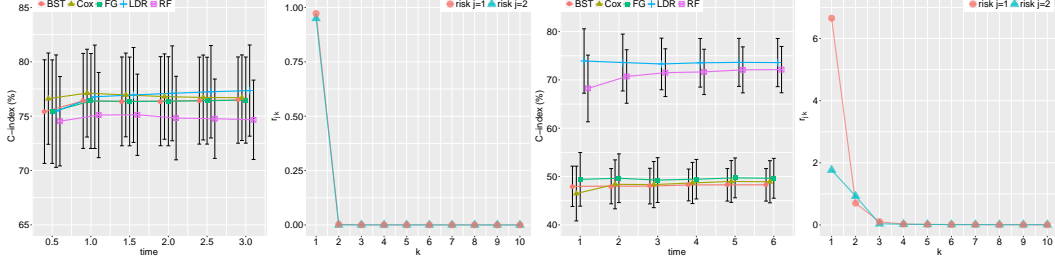 BST Cox FG LDR RF
C-index (%)
85
80
75
70
65
0.5 1.0 1.5 2.0 2.5 3.0
time
risk j=1 risk j=2
r_jk
1.00
0.75
0.50
0.25
0.00
1 2 3 4 5 6 7 8 9 10
k
BST Cox FG LDR RF
C-index (%)
80
70
60
50
40
1 2 3 4 5 6
time
risk j=1 risk j=2
r_jk
6
4
2
0
1 2 3 4 5 6 7 8 9 10
k